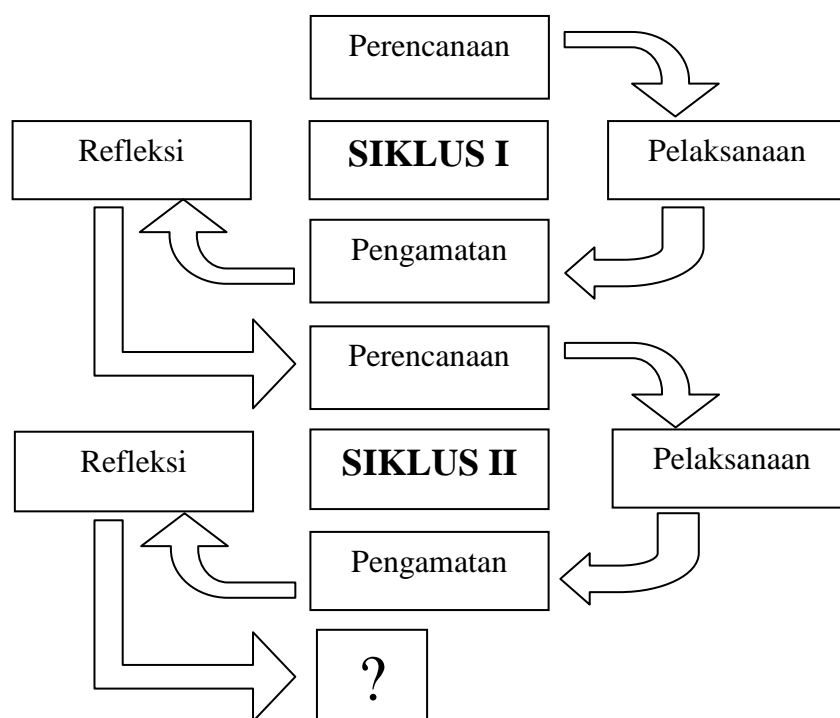 Perencanaan
Refleksi
SIKLUS I
Pelaksanaan
Pengamatan
Perencanaan
Refleksi
SIKLUS II
Pelaksanaan
Pengamatan
?